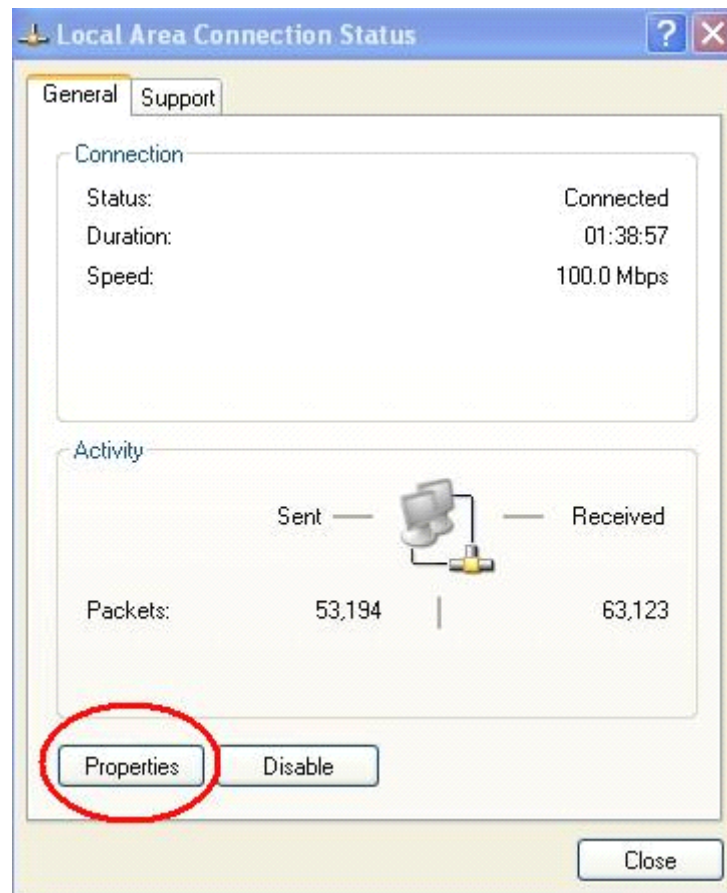 Local Area Connection Status
General Support
Connection
Status: Connected
Duration: 01:38:57
Speed: 100.0 Mbps
Activity
Sent Received
Packets: 53,194 63,123
Properties Disable
Close